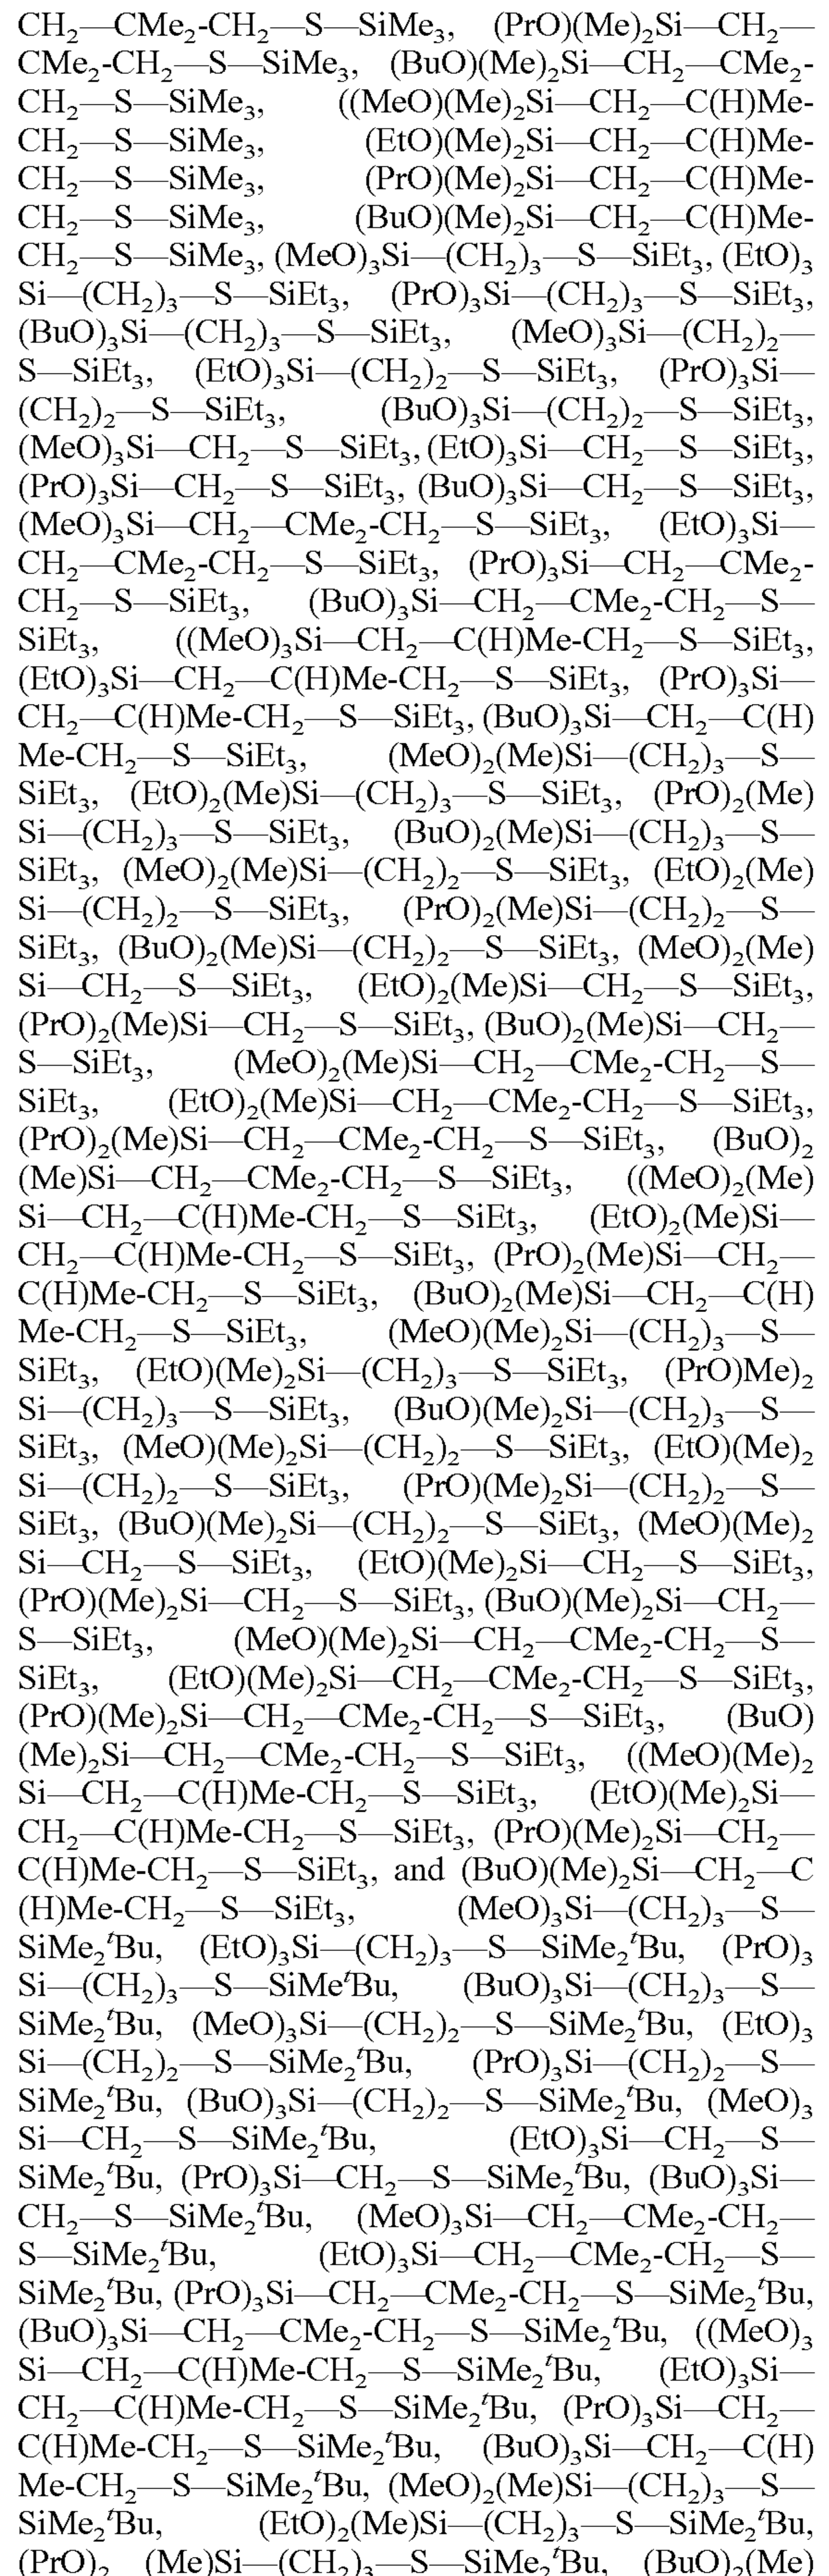 CH₂—CMe₂-CH₂—S—SiMe₃, (PrO)(Me)₂Si—CH₂—
CMe₂-CH₂—S—SiMe₃, (BuO)(Me)₂Si—CH₂—CMe₂-
CH₂—S—SiMe₃, ((MeO)(Me)₂Si—CH₂—C(H)Me-
CH₂—S—SiMe₃, (EtO)(Me)₂Si—CH₂—C(H)Me-
CH₂—S—SiMe₃, (PrO)(Me)₂Si—CH₂—C(H)Me-
CH₂—S—SiMe₃, (BuO)(Me)₂Si—CH₂—C(H)Me-
CH₂—S—SiMe₃, (MeO)₃Si—(CH₂)₃—S—SiEt₃, (EtO)₃
Si—(CH₂)₃—S—SiEt₃, (PrO)₃Si—(CH₂)₃—S—SiEt₃,
(BuO)₃Si—(CH₂)₃—S—SiEt₃, (MeO)₃Si—(CH₂)₂—
S—SiEt₃, (EtO)₃Si—(CH₂)₂—S—SiEt₃, (PrO)₃Si—
(CH₂)₂—S—SiEt₃, (BuO)₃Si—(CH₂)₂—S—SiEt₃,
(MeO)₃Si—CH₂—S—SiEt₃, (EtO)₃Si—CH₂—S—SiEt₃,
(PrO)₃Si—CH₂—S—SiEt₃, (BuO)₃Si—CH₂—S—SiEt₃,
(MeO)₃Si—CH₂—CMe₂-CH₂—S—SiEt₃, (EtO)₃Si—
CH₂—CMe₂-CH₂—S—SiEt₃, (PrO)₃Si—CH₂—CMe₂-
CH₂—S—SiEt₃, (BuO)₃Si—CH₂—CMe₂-CH₂—S—
SiEt₃, ((MeO)₃Si—CH₂—C(H)Me-CH₂—S—SiEt₃,
(EtO)₃Si—CH₂—C(H)Me-CH₂—S—SiEt₃, (PrO)₃Si—
CH₂—C(H)Me-CH₂—S—SiEt₃, (BuO)₃Si—CH₂—C(H)
Me-CH₂—S—SiEt₃, (MeO)₂(Me)Si—(CH₂)₃—S—
SiEt₃, (EtO)₂(Me)Si—(CH₂)₃—S—SiEt₃, (PrO)₂(Me)
Si—(CH₂)₃—S—SiEt₃, (BuO)₂(Me)Si—(CH₂)₃—S—
SiEt₃, (MeO)₂(Me)Si—(CH₂)₂—S—SiEt₃, (EtO)₂(Me)
Si—(CH₂)₂—S—SiEt₃, (PrO)₂(Me)Si—(CH₂)₂—S—
SiEt₃, (BuO)₂(Me)Si—(CH₂)₂—S—SiEt₃, (MeO)₂(Me)
Si—CH₂—S—SiEt₃, (EtO)₂(Me)Si—CH₂—S—SiEt₃,
(PrO)₂(Me)Si—CH₂—S—SiEt₃, (BuO)₂(Me)Si—CH₂—
S—SiEt₃, (MeO)₂(Me)Si—CH₂—CMe₂-CH₂—S—
SiEt₃, (EtO)₂(Me)Si—CH₂—CMe₂-CH₂—S—SiEt₃,
(PrO)₂(Me)Si—CH₂—CMe₂-CH₂—S—SiEt₃, (BuO)₂
(Me)Si—CH₂—CMe₂-CH₂—S—SiEt₃, ((MeO)₂(Me)
Si—CH₂—C(H)Me-CH₂—S—SiEt₃, (EtO)₂(Me)Si—
CH₂—C(H)Me-CH₂—S—SiEt₃, (PrO)₂(Me)Si—CH₂—
C(H)Me-CH₂—S—SiEt₃, (BuO)₂(Me)Si—CH₂—C(H)
Me-CH₂—S—SiEt₃, (MeO)(Me)₂Si—(CH₂)₃—S—
SiEt₃, (EtO)(Me)₂Si—(CH₂)₃—S—SiEt₃, (PrO)Me)₂
Si—(CH₂)₃—S—SiEt₃, (BuO)(Me)₂Si—(CH₂)₃—S—
SiEt₃, (MeO)(Me)₂Si—(CH₂)₂—S—SiEt₃, (EtO)(Me)₂
Si—(CH₂)₂—S—SiEt₃, (PrO)(Me)₂Si—(CH₂)₂—S—
SiEt₃, (BuO)(Me)₂Si—(CH₂)₂—S—SiEt₃, (MeO)(Me)₂
Si—CH₂—S—SiEt₃, (EtO)(Me)₂Si—CH₂—S—SiEt₃,
(PrO)(Me)₂Si—CH₂—S—SiEt₃, (BuO)(Me)₂Si—CH₂—
S—SiEt₃, (MeO)(Me)₂Si—CH₂—CMe₂-CH₂—S—
SiEt₃, (EtO)(Me)₂Si—CH₂—CMe₂-CH₂—S—SiEt₃,
(PrO)(Me)₂Si—CH₂—CMe₂-CH₂—S—SiEt₃, (BuO)
(Me)₂Si—CH₂—CMe₂-CH₂—S—SiEt₃, ((MeO)(Me)₂
Si—CH₂—C(H)Me-CH₂—S—SiEt₃, (EtO)(Me)₂Si—
CH₂—C(H)Me-CH₂—S—SiEt₃, (PrO)(Me)₂Si—CH₂—
C(H)Me-CH₂—S—SiEt₃, and (BuO)(Me)₂Si—CH₂—C
(H)Me-CH₂—S—SiEt₃, (MeO)₃Si—(CH₂)₃—S—
SiMe₂ᵗBu, (EtO)₃Si—(CH₂)₃—S—SiMe₂ᵗBu, (PrO)₃
Si—(CH₂)₃—S—SiMeᵗBu, (BuO)₃Si—(CH₂)₃—S—
SiMe₂ᵗBu, (MeO)₃Si—(CH₂)₂—S—SiMe₂ᵗBu, (EtO)₃
Si—(CH₂)₂—S—SiMe₂ᵗBu, (PrO)₃Si—(CH₂)₂—S—
SiMe₂ᵗBu, (BuO)₃Si—(CH₂)₂—S—SiMe₂ᵗBu, (MeO)₃
Si—CH₂—S—SiMe₂ᵗBu, (EtO)₃Si—CH₂—S—
SiMe₂ᵗBu, (PrO)₃Si—CH₂—S—SiMe₂ᵗBu, (BuO)₃Si—
CH₂—S—SiMe₂ᵗBu, (MeO)₃Si—CH₂—CMe₂-CH₂—
S—SiMe₂ᵗBu, (EtO)₃Si—CH₂—CMe₂-CH₂—S—
SiMe₂ᵗBu, (PrO)₃Si—CH₂—CMe₂-CH₂—S—SiMe₂ᵗBu,
(BuO)₃Si—CH₂—CMe₂-CH₂—S—SiMe₂ᵗBu, ((MeO)₃
Si—CH₂—C(H)Me-CH₂—S—SiMe₂ᵗBu, (EtO)₃Si—
CH₂—C(H)Me-CH₂—S—SiMe₂ᵗBu, (PrO)₃Si—CH₂—
C(H)Me-CH₂—S—SiMe₂ᵗBu, (BuO)₃Si—CH₂—C(H)
Me-CH₂—S—SiMe₂ᵗBu, (MeO)₂(Me)Si—(CH₂)₃—S—
SiMe₂ᵗBu, (EtO)₂(Me)Si—(CH₂)₃—S—SiMe₂ᵗBu,
(PrO)₂ (Me)Si—(CH₂)₃—S—SiMe₂ᵗBu, (BuO)₂(Me)